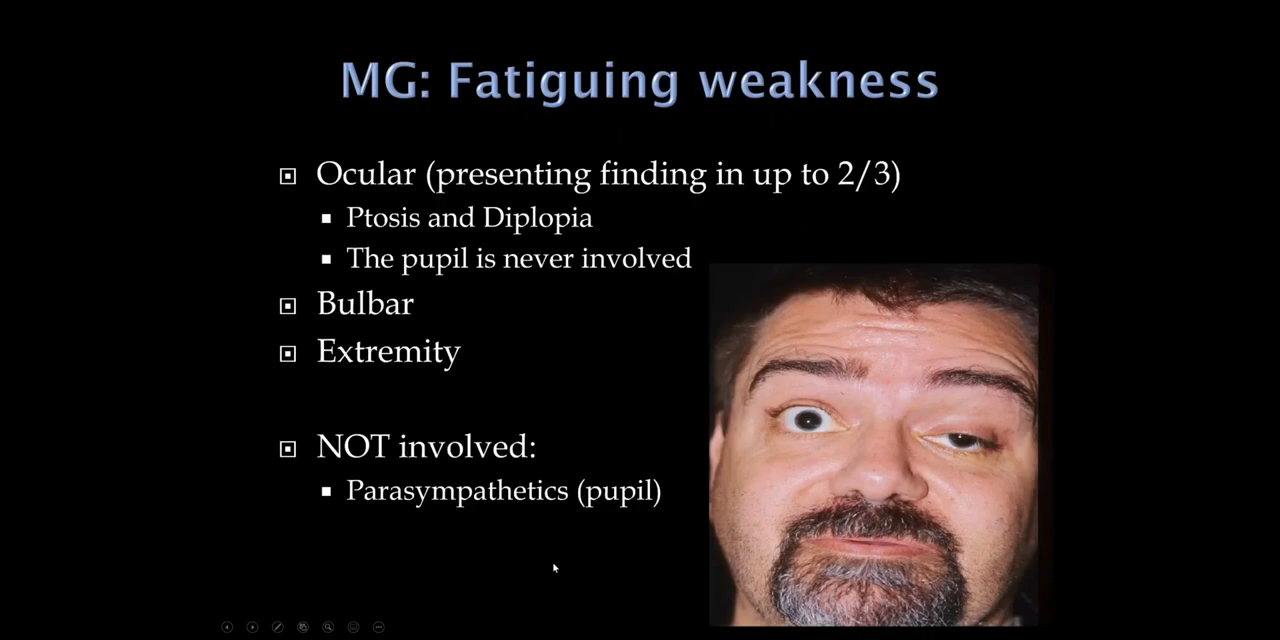 MG: Fatiguing weakness
Ocular (presenting finding in up to 2/3)
Ptosis and Diplopia
The pupil is never involved
Bulbar
Extremity
NOT involved:
Parasympathetics (pupil)